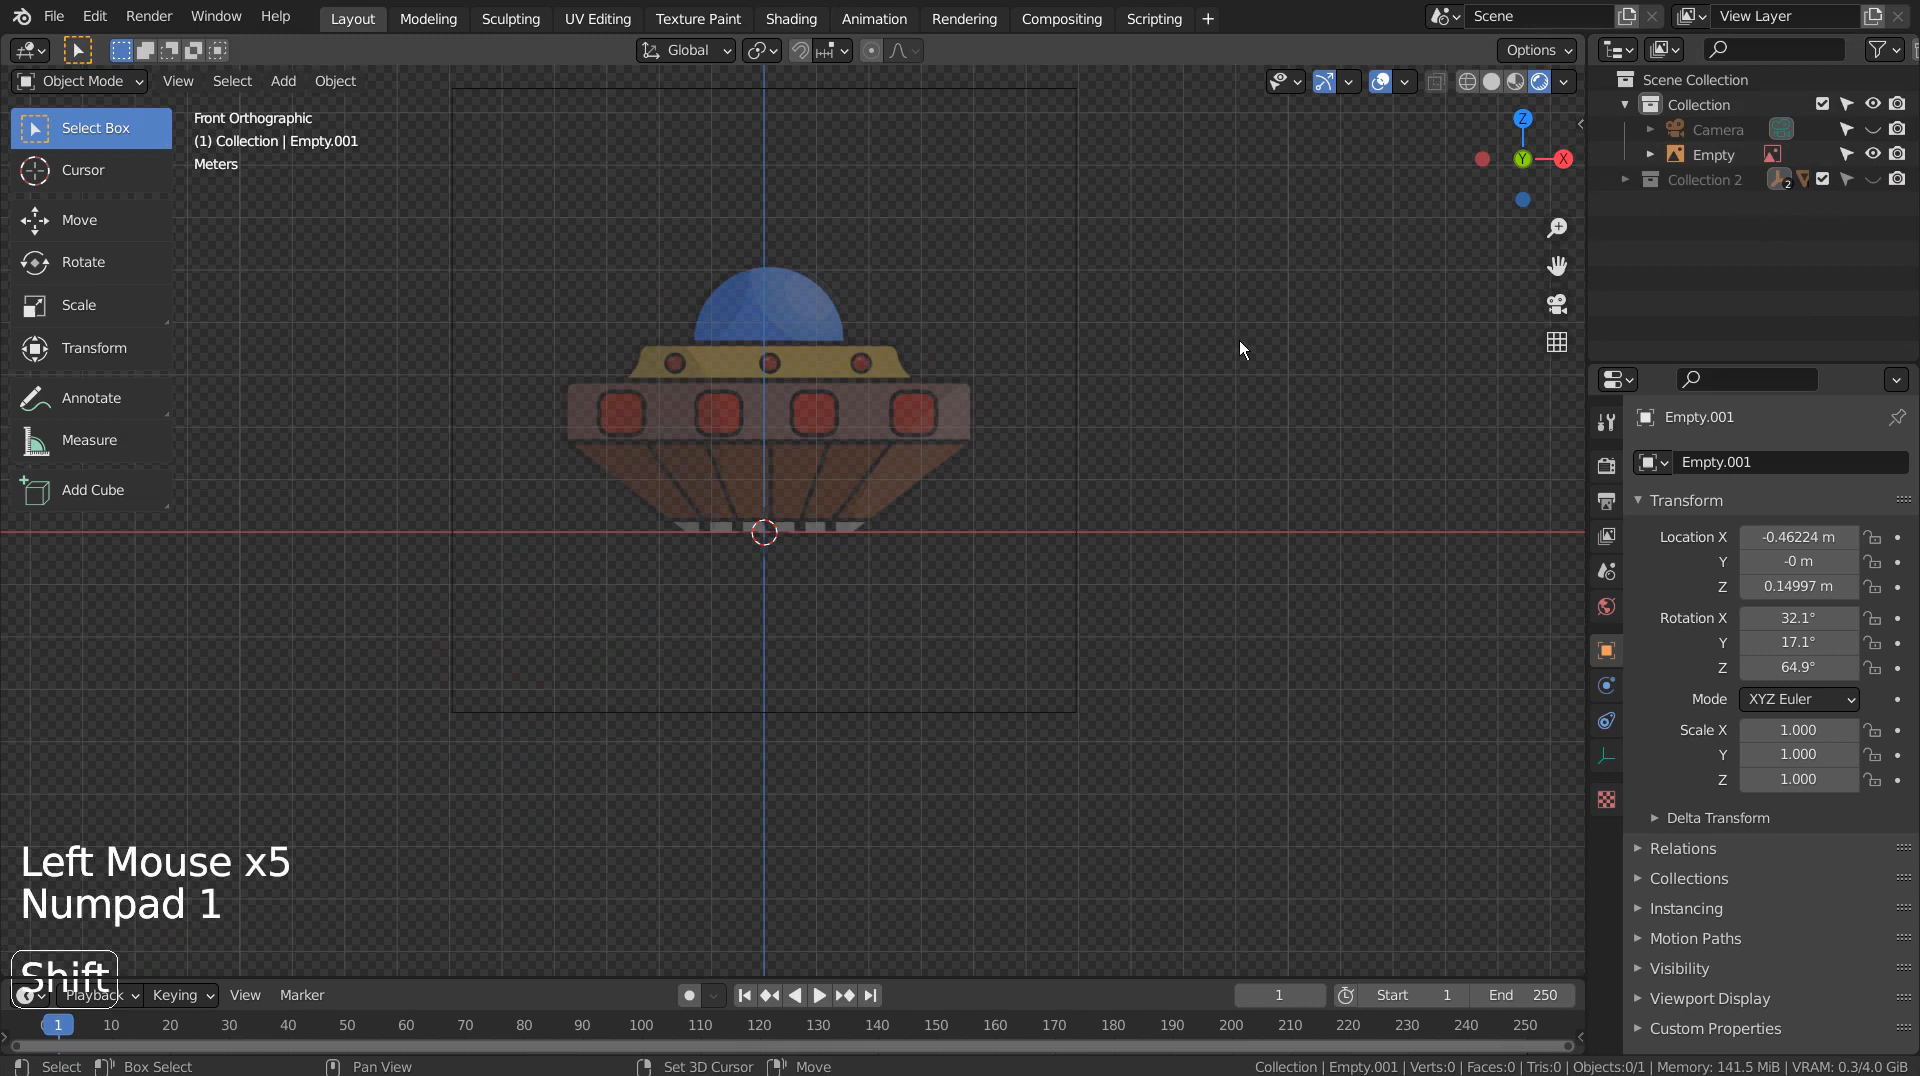 File Edit Render Window Help Layout Modeling Sculpting UV Editing Texture Paint Shading Animation Rendering Compositing Scripting + Scene View Layer
Global Options
Object Mode View Select Add Object
Select Box
Cursor
Move
Rotate
Scale
Transform
Annotate
Measure
Add Cube
Front Orthographic
(1) Collection | Empty.001
Meters
Z
Y
X
Scene Collection
Collection
Camera
Empty
Collection 2 2
Empty.001
Empty.001
Transform
Location X -0.46224 m
Y -0 m
Z 0.14997 m
Rotation X 32.1°
Y 17.1°
Z 64.9°
Mode XYZ Euler
Scale X 1.000
Y 1.000
Z 1.000
Delta Transform
Relations
Collections
Instancing
Motion Paths
Visibility
Viewport Display
Custom Properties
Left Mouse x5
Numpad 1
Shift
Playback Keying View Marker 1 Start 1 End 250
1 10 20 30 40 50 60 70 80 90 100 110 120 130 140 150 160 170 180 190 200 210 220 230 240 250
Select Box Select Pan View Set 3D Cursor Move Collection | Empty.001 | Verts:0 | Faces:0 | Tris:0 | Objects:0/1 | Memory: 141.5 MiB | VRAM: 0.3/4.0 GiB